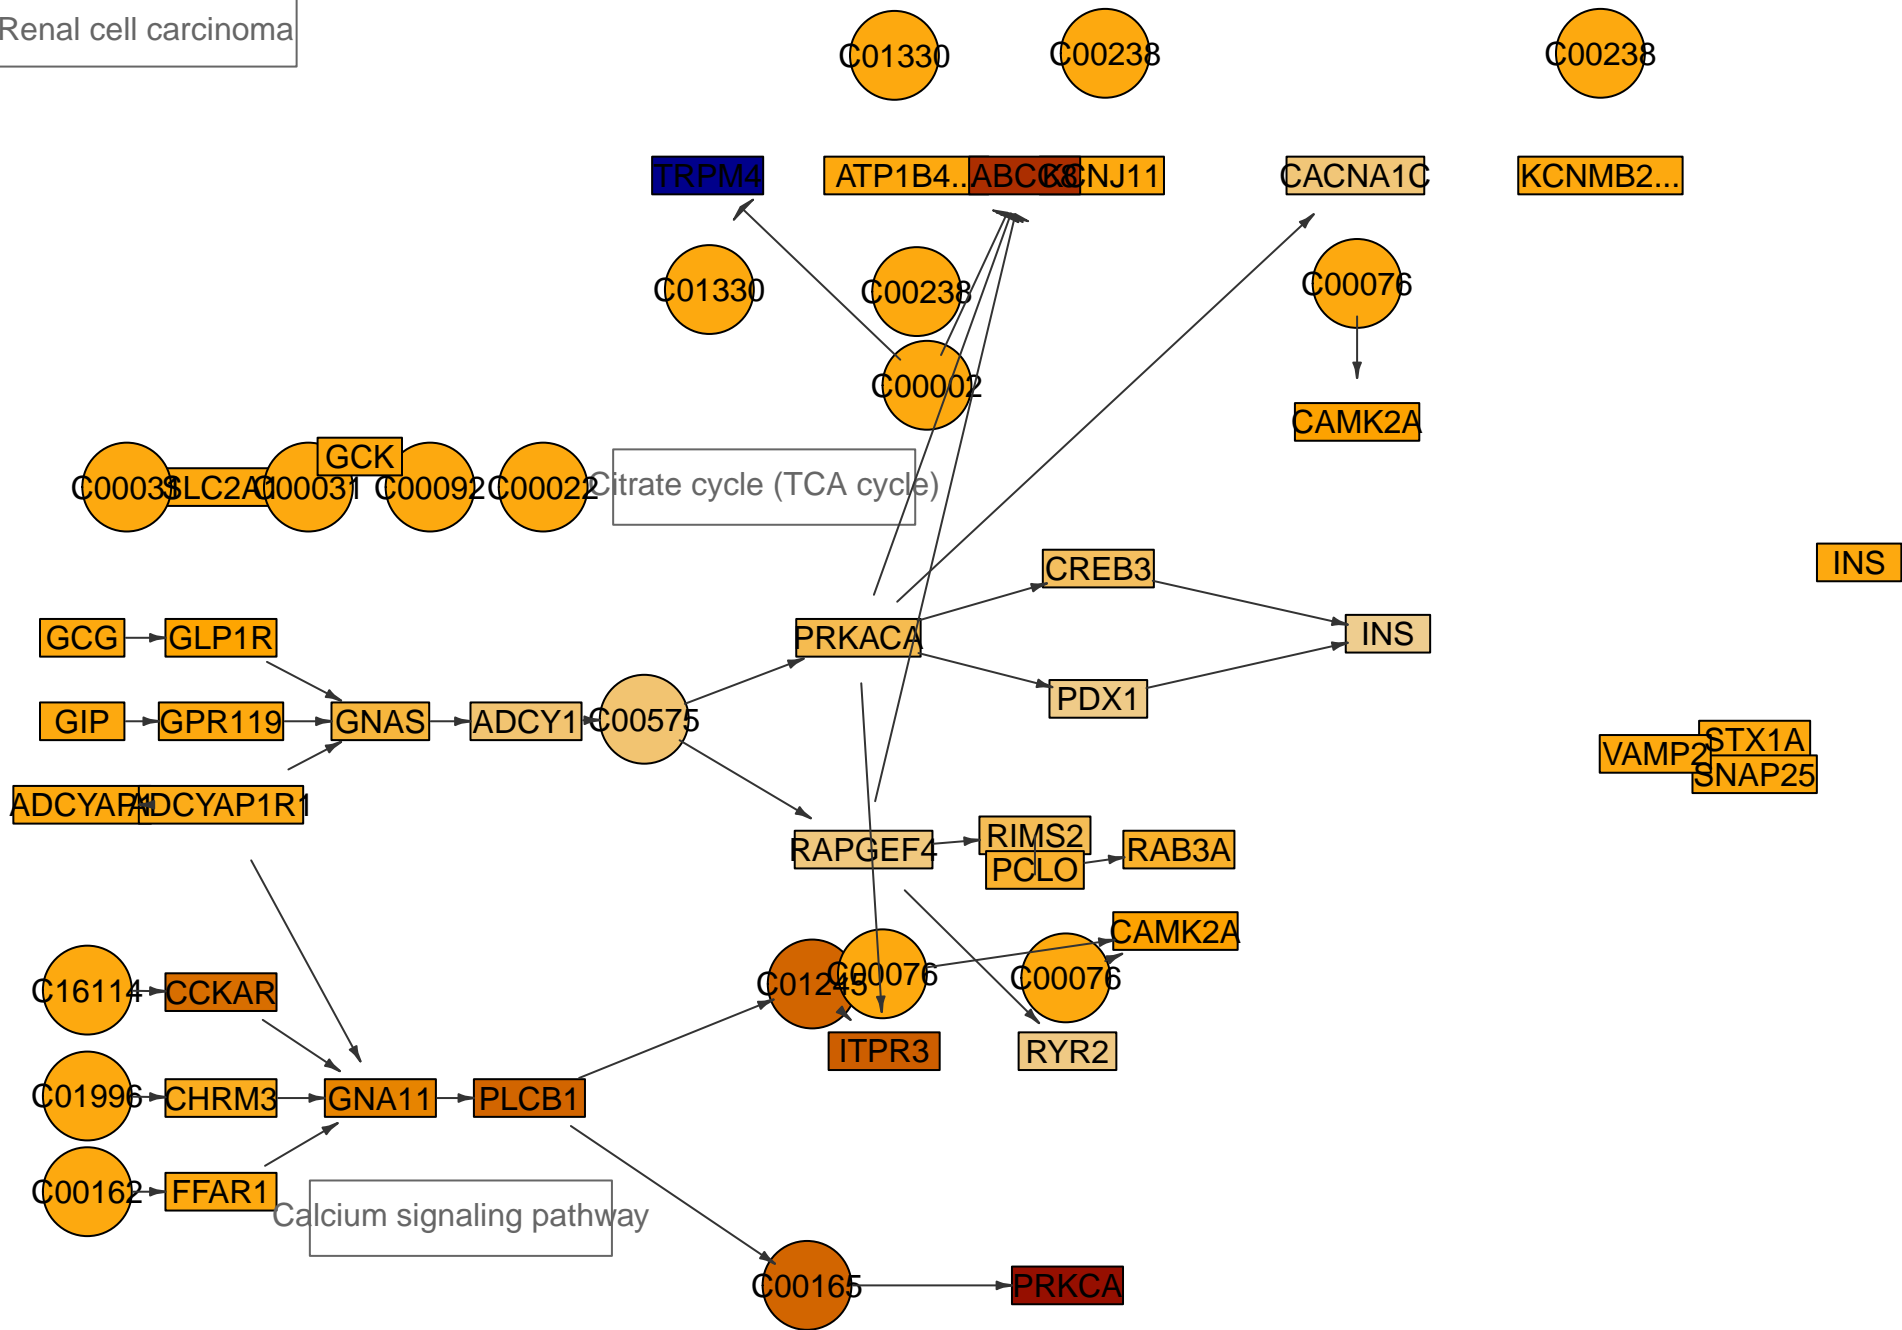 Renal cell carcinoma
C01330
C00238
C00238
TRPM4
ATP1B4...
ABCC8
KCNJ11
CACNA1C
KCNMB2...
C01330
C00238
C00076
C00002
CAMK2A
C00031
SLC2A1
C00031
GCK
C00092
C00022
Citrate cycle (TCA cycle)
CREB3
INS
GCG
GLP1R
PRKACA
INS
GIP
GPR119
GNAS
ADCY1
C00575
PDX1
VAMP2
STX1A
SNAP25
ADCYAP1
ADCYAP1R1
RAPGEF4
RIMS2
PCLO
RAB3A
CAMK2A
C16114
CCKAR
C01245
C00076
C00076
ITPR3
RYR2
C01996
CHRM3
GNA11
PLCB1
C00162
FFAR1
Calcium signaling pathway
C00165
PRKCA